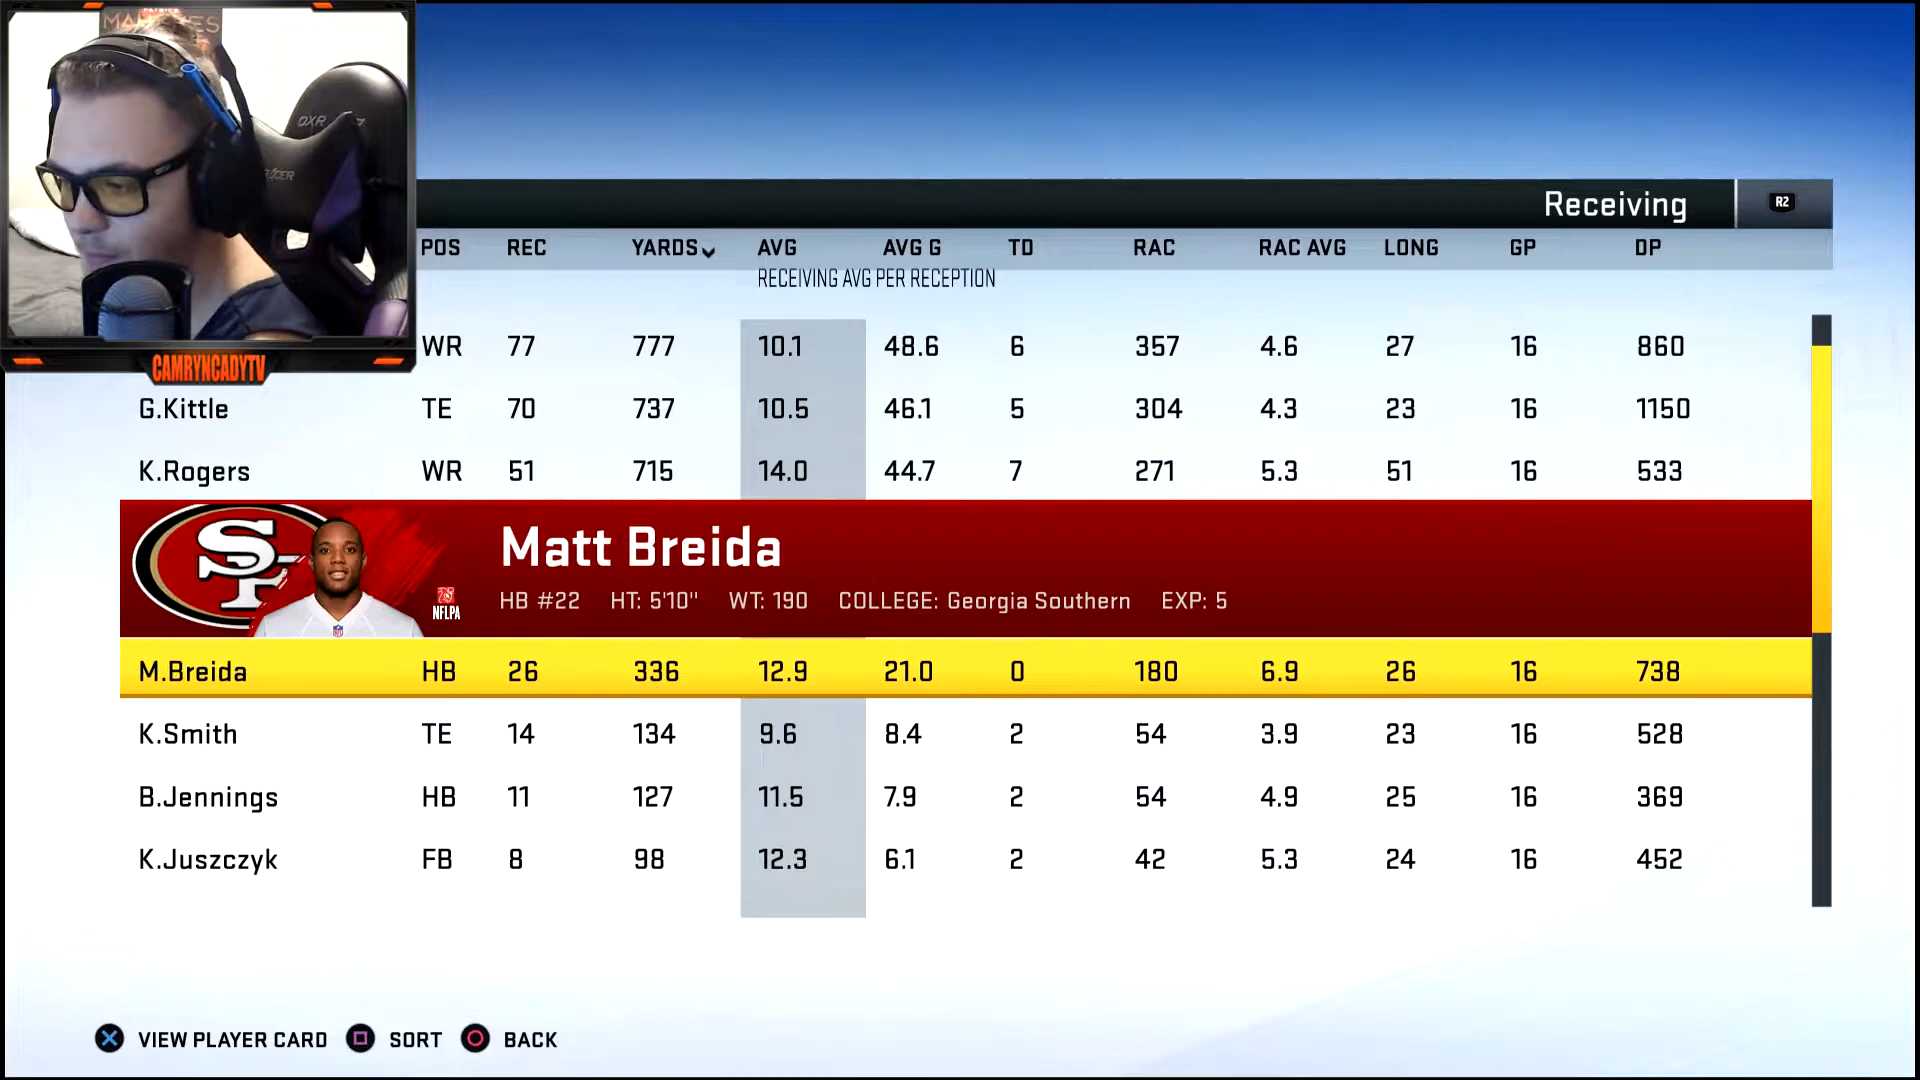 MAHOMES
DXR
CAMRYNCADYTV
Receiving R2
POS REC YARDS AVG AVG G TD RAC RAC AVG LONG GP DP
RECEIVING AVG PER RECEPTION
WR 77 777 10.1 48.6 6 357 4.6 27 16 860
G.Kittle TE 70 737 10.5 46.1 5 304 4.3 23 16 1150
K.Rogers WR 51 715 14.0 44.7 7 271 5.3 51 16 533
SF
NFLPA
Matt Breida
HB #22 HT: 5'10" WT: 190 COLLEGE: Georgia Southern EXP: 5
M.Breida HB 26 336 12.9 21.0 0 180 6.9 26 16 738
K.Smith TE 14 134 9.6 8.4 2 54 3.9 23 16 528
B.Jennings HB 11 127 11.5 7.9 2 54 4.9 25 16 369
K.Juszczyk FB 8 98 12.3 6.1 2 42 5.3 24 16 452
VIEW PLAYER CARD SORT BACK